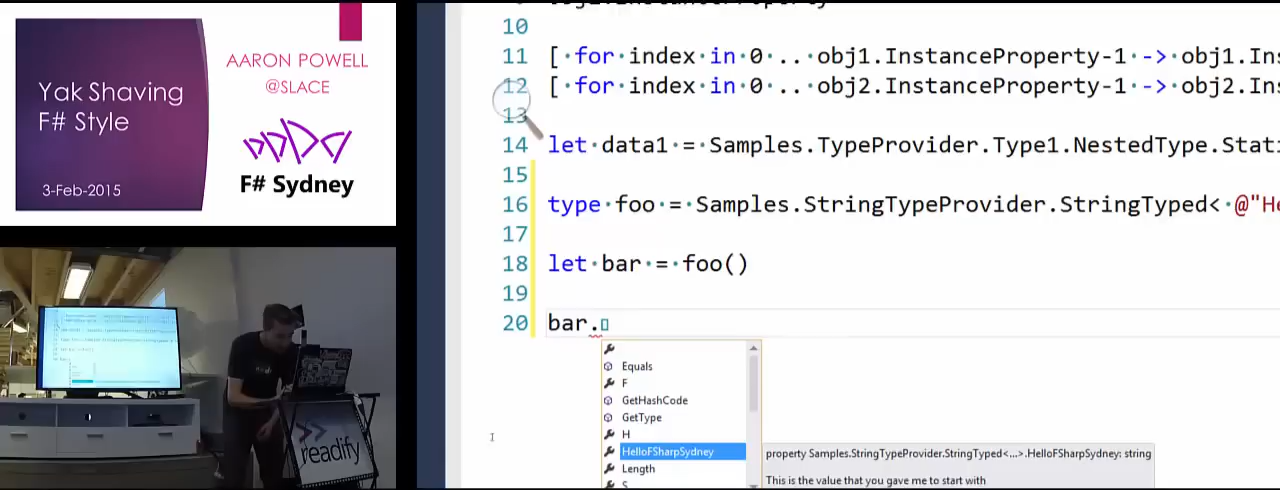 Yak Shaving
F# Style
3-Feb-2015
AARON POWELL
@SLACE
F# Sydney
readify
10
11 [ for index in 0 .. obj1.InstanceProperty-1 -> obj1.Ins
12 [ for index in 0 .. obj2.InstanceProperty-1 -> obj2.Ins
13
14 let data1 = Samples.TypeProvider.Type1.NestedType.Stati
15
16 type foo = Samples.StringTypeProvider.StringTyped< @"He
17
18 let bar = foo()
19
20 bar.
Equals
F
GetHashCode
GetType
H
HelloFSharpSydney
Length
S
property Samples.StringTypeProvider.StringTyped<...>.HelloFSharpSydney: string
This is the value that you gave me to start with